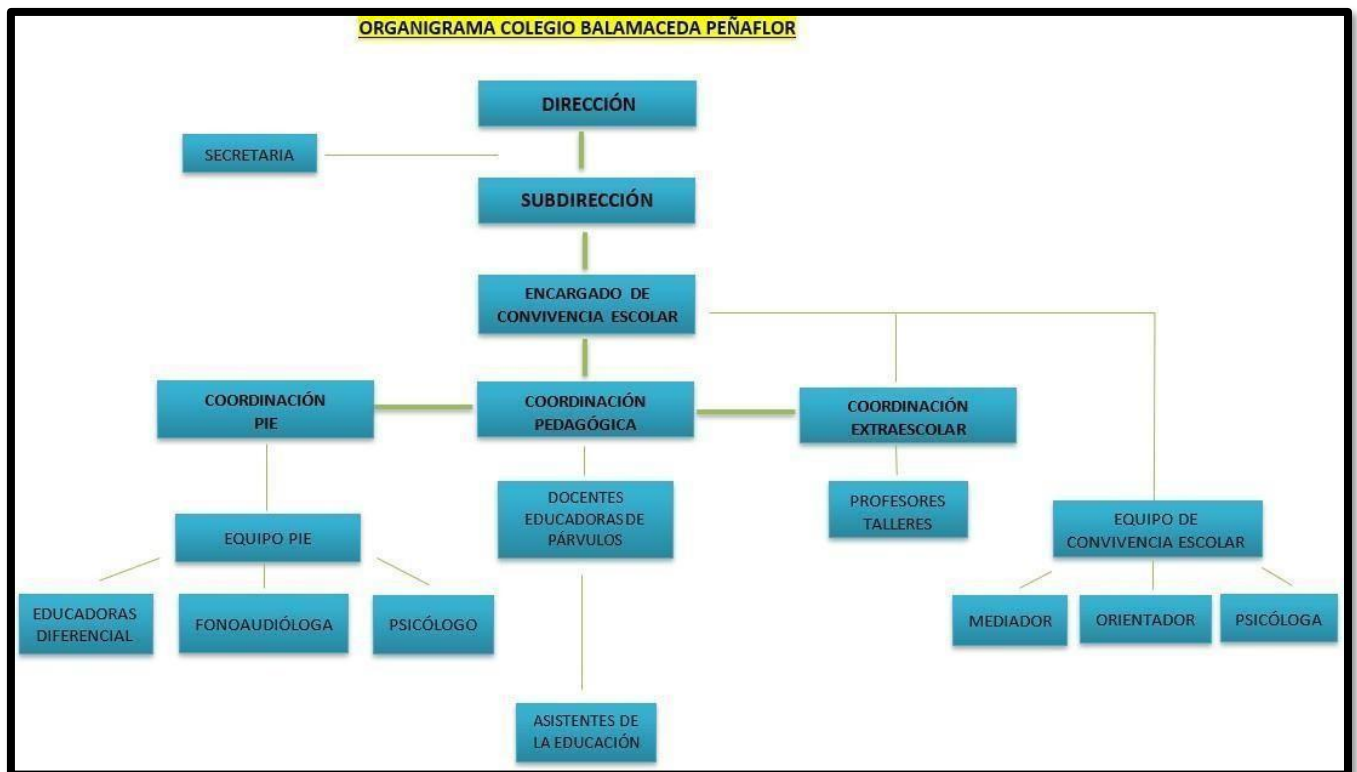 ORGANIGRAMA COLEGIO BALAMACEDA PEÑAFLOR
DIRECCIÓN
SECRETARIA
SUBDIRECCIÓN
ENCARGADO DE
CONVIVENCIA ESCOLAR
COORDINACIÓN
PIE
COORDINACIÓN
PEDAGÓGICA
COORDINACIÓN
EXTRAESCOLAR
EQUIPO PIE
DOCENTES
EDUCADORAS DE
PÁRVULOS
PROFESORES
TALLERES
EQUIPO DE
CONVIVENCIA ESCOLAR
EDUCADORAS
DIFERENCIAL
FONOAUDIÓLOGA
PSICÓLOGO
MEDIADOR
ORIENTADOR
PSICÓLOGA
ASISTENTES DE
LA EDUCACIÓN